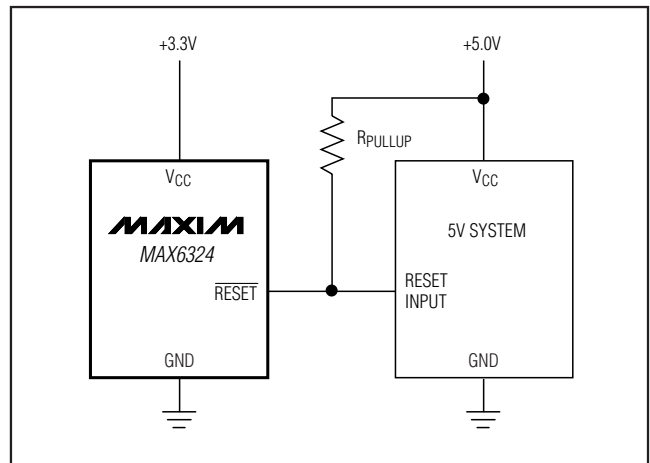 +3.3V
+5.0V
RPULLUP
VCC
MAXIM
MAX6324
RESET
GND
VCC
5V SYSTEM
RESET
INPUT
GND